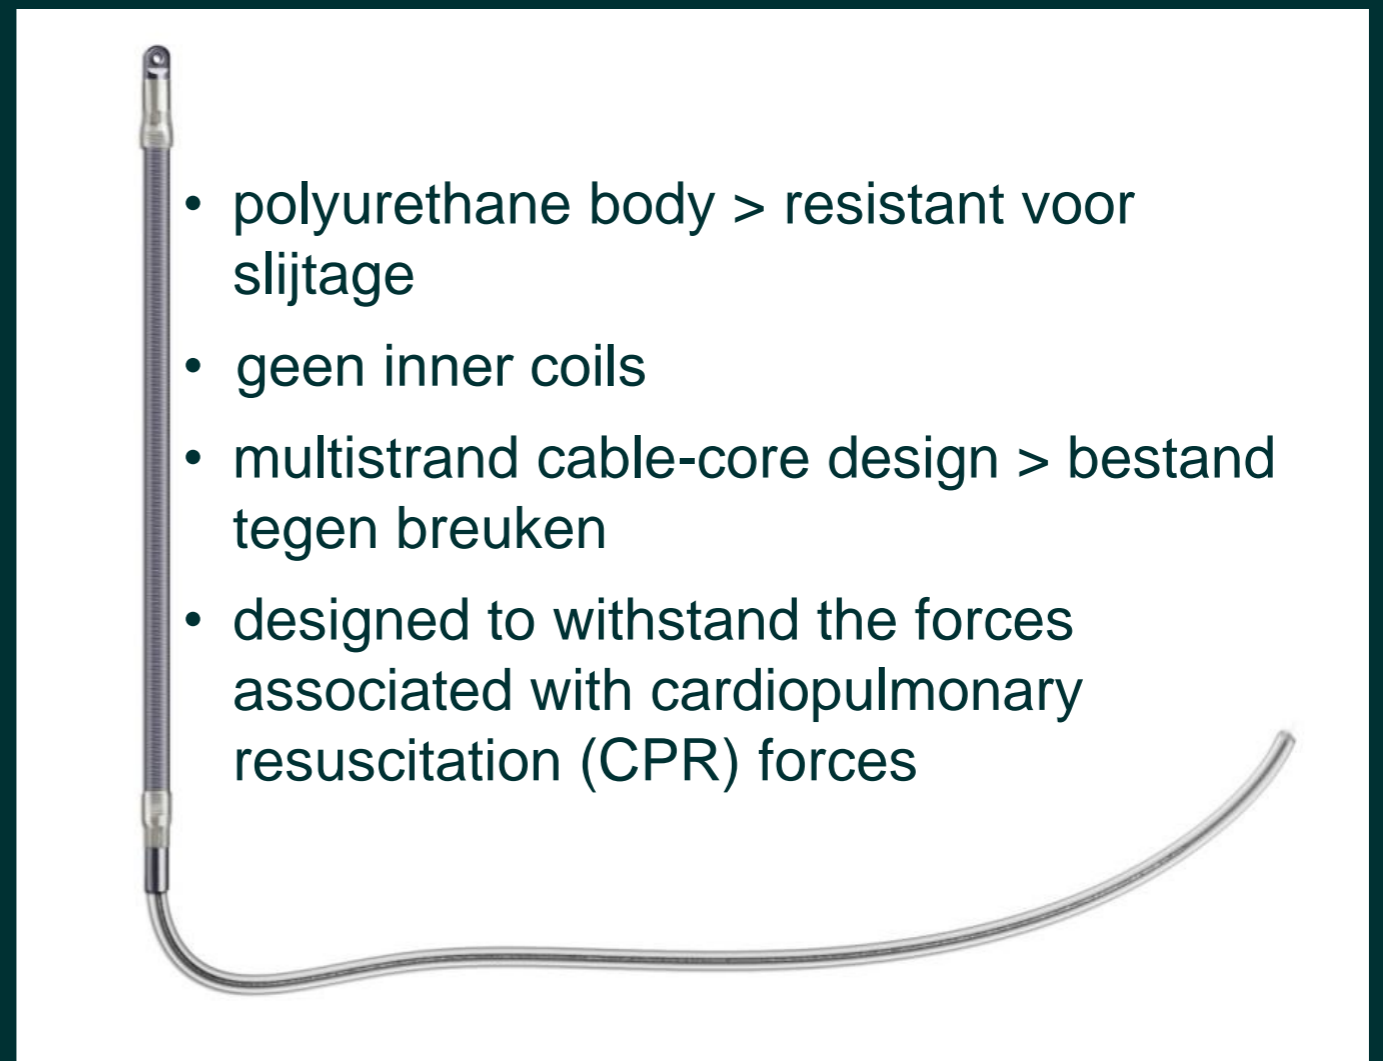 • polyurethane body > resistant voor
slijtage
• geen inner coils
• multistrand cable-core design > bestand
tegen breuken
• designed to withstand the forces
associated with cardiopulmonary
resuscitation (CPR) forces